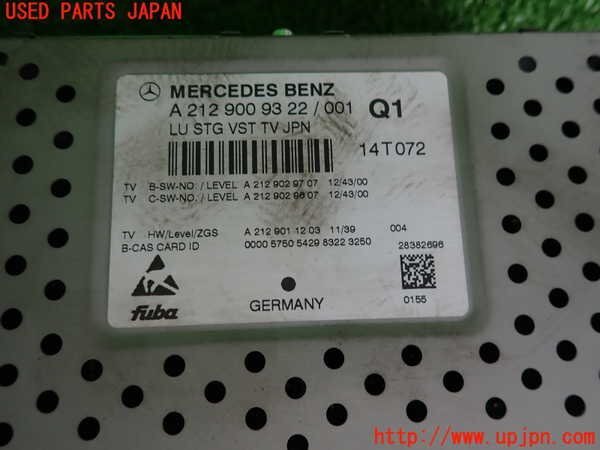 USED PARTS JAPAN
MERCEDES BENZ
A 212 900 93 22 / 001 Q1
LU STG VST TV JPN
14T072
TV B-SW-NO. / LEVEL A 212 902 97 07 12/43/00
TV C-SW-NO. / LEVEL A 212 902 96 07 12/43/00
TV HW/Level/ZGS A 212 901 12 03 11/39 004
B-CAS CARD ID 0000 5750 5429 8322 3250 28382696
fuba
GERMANY
0155
http://www.upjpn.com/